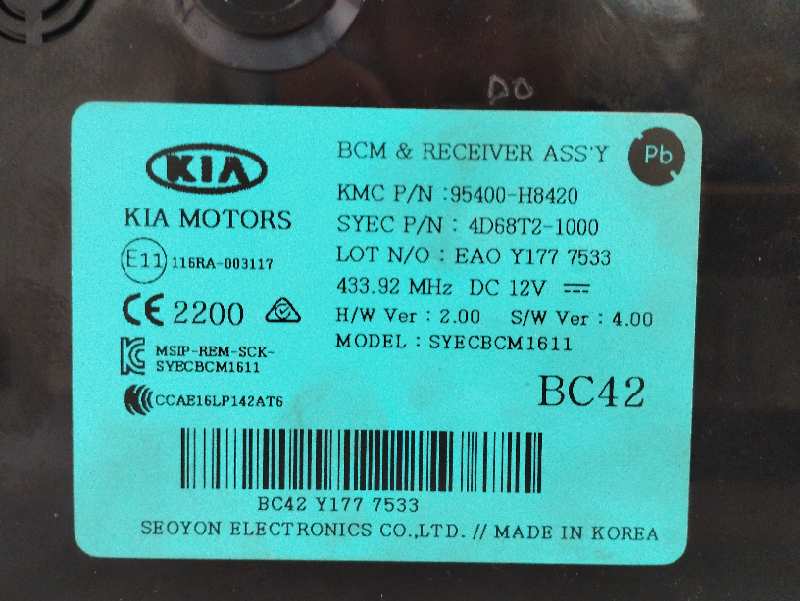 DO
KIA
KIA MOTORS
E11 116RA-003117
CE 2200
MSIP-REM-SCK-
SYECBCM1611
CCAE16LP142AT6
BCM & RECEIVER ASS'Y
Pb
KMC P/N :95400-H8420
SYEC P/N : 4D68T2-1000
LOT N/O : EAO Y177 7533
433.92 MHz DC 12V
H/W Ver : 2.00 S/W Ver : 4.00
MODEL : SYECBCM1611
BC42
BC42 Y177 7533
SEOYON ELECTRONICS CO.,LTD. // MADE IN KOREA